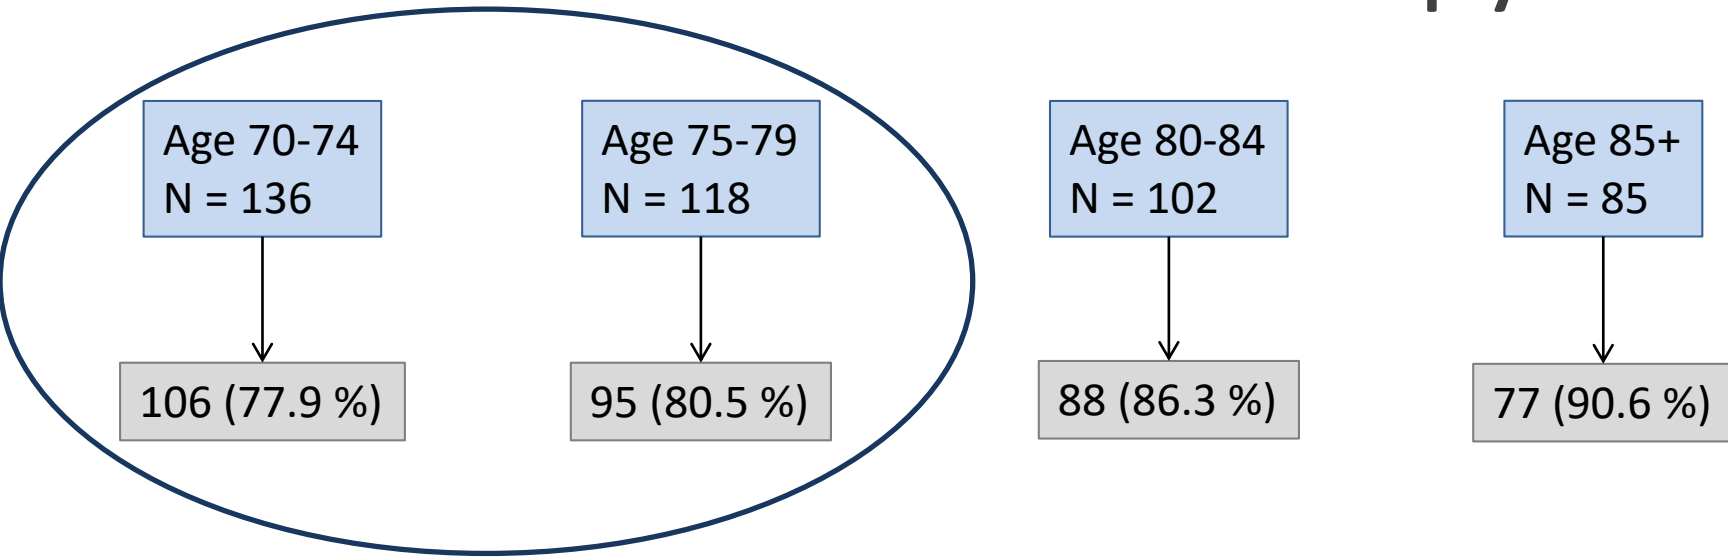 Age 70-74
N = 136
106 (77.9 %)
Age 75-79
N = 118
95 (80.5 %)
Age 80-84
N = 102
88 (86.3 %)
Age 85+
N = 85
77 (90.6 %)